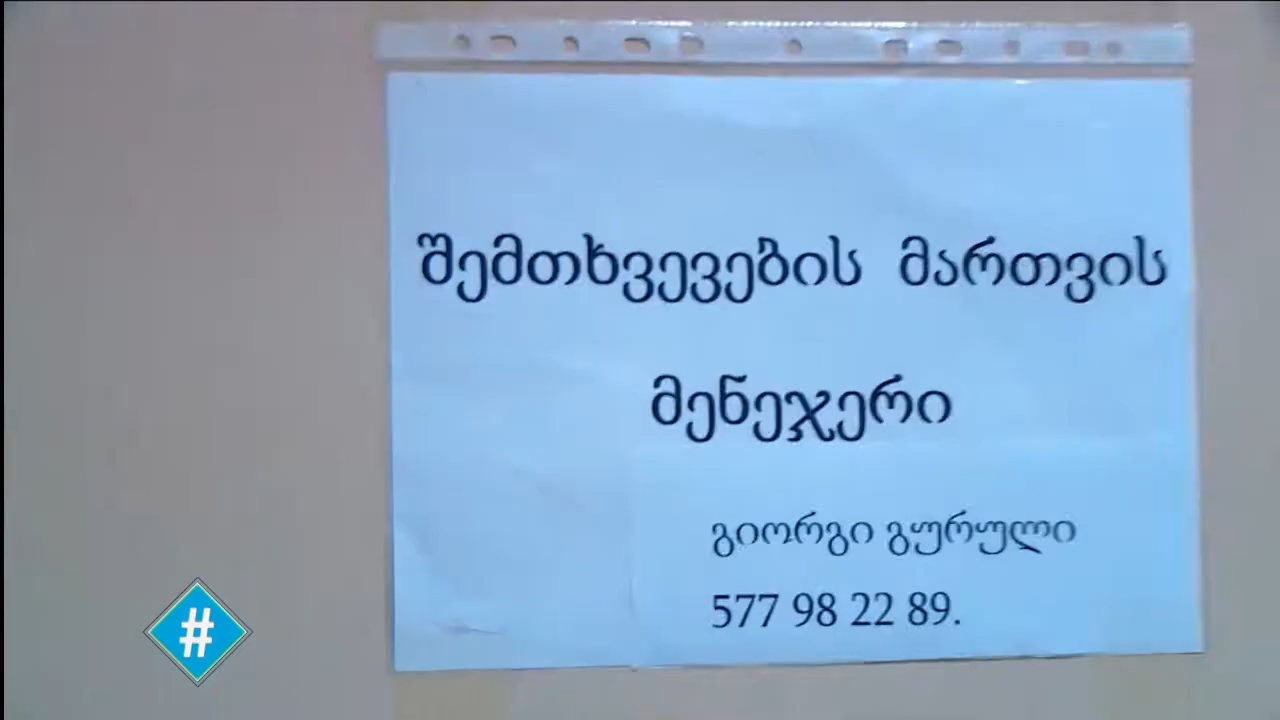 შემთხვევების მართვის
მენეჯერი
გიორგი გურული
577 98 22 89.
#